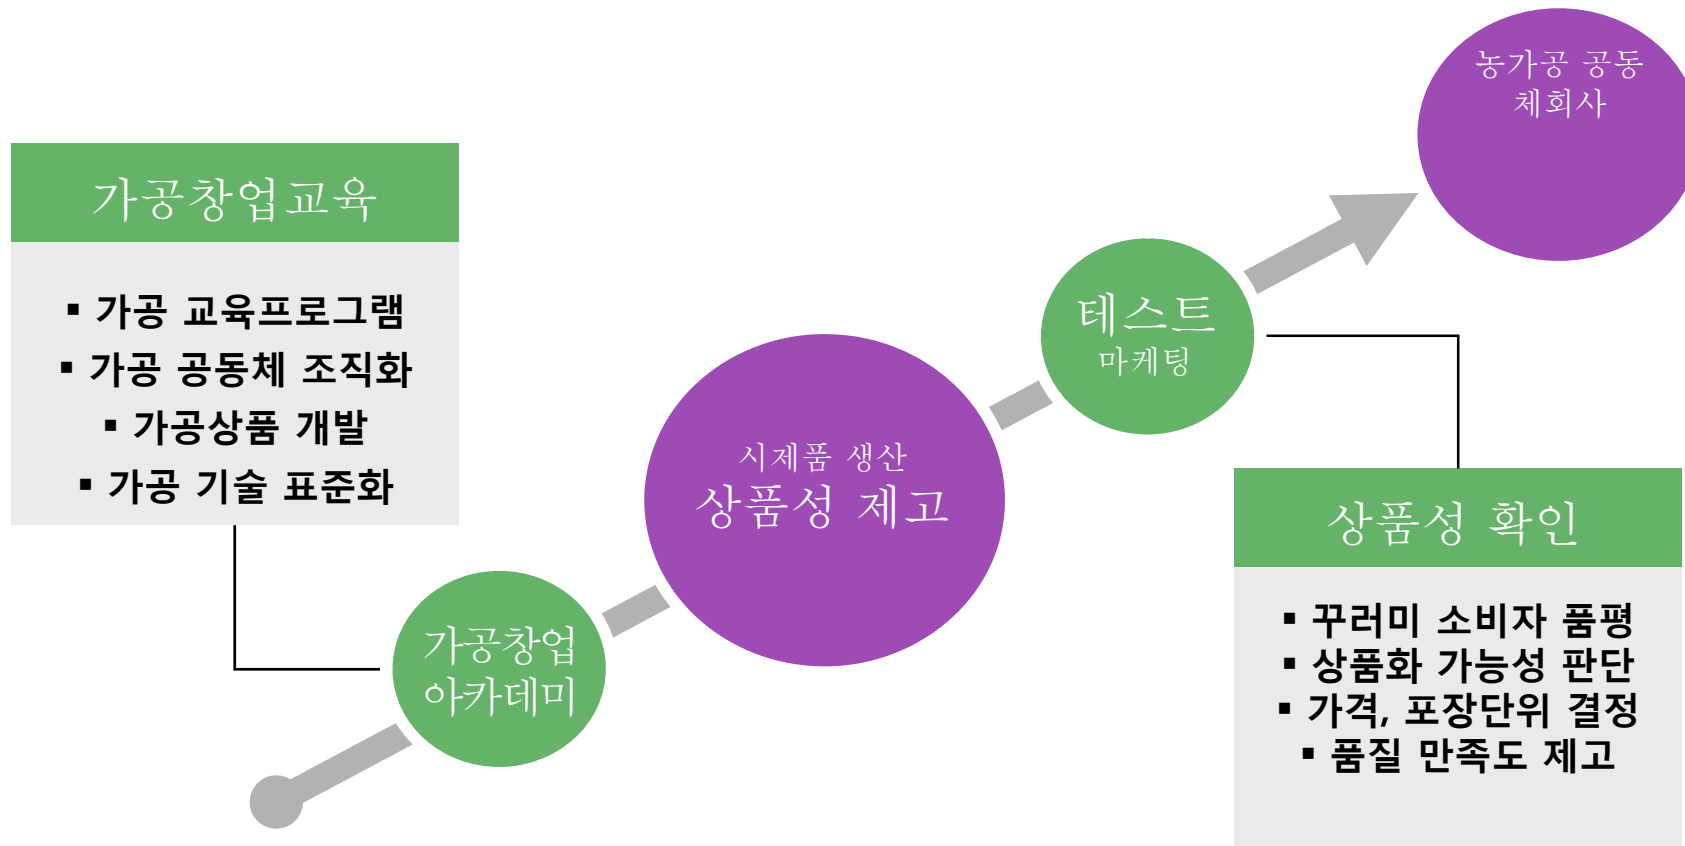 농가공 공동
체회사
가공창업교육
▪ 가공 교육프로그램
▪ 가공 공동체 조직화
▪ 가공상품 개발
▪ 가공 기술 표준화
테스트
마케팅
시제품 생산
상품성 제고
가공창업
아카데미
상품성 확인
▪ 꾸러미 소비자 품평
▪ 상품화 가능성 판단
▪ 가격, 포장단위 결정
▪ 품질 만족도 제고